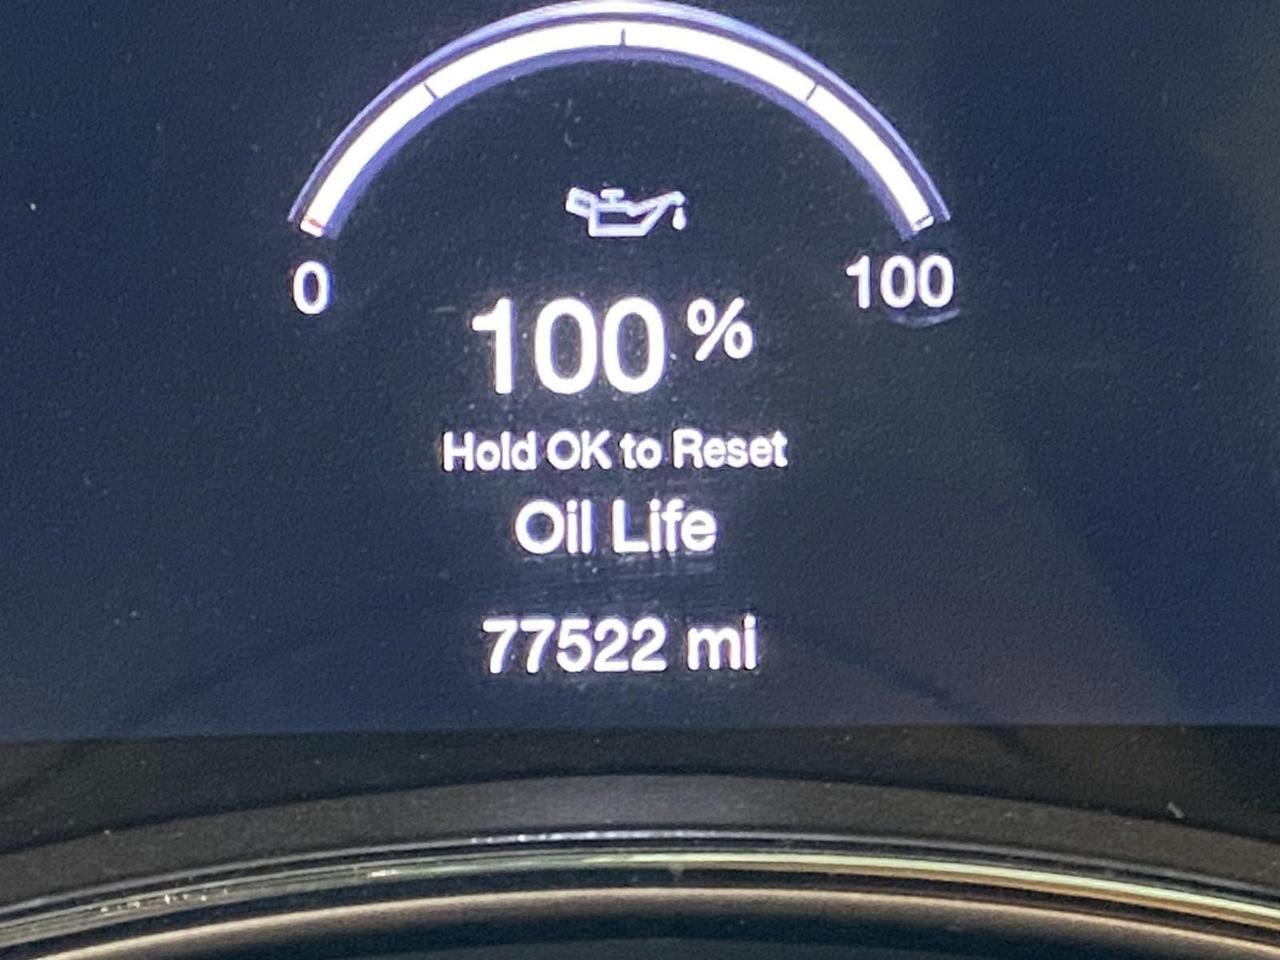 0
100
100 %
Hold OK to Reset
Oil Life
77522 mi